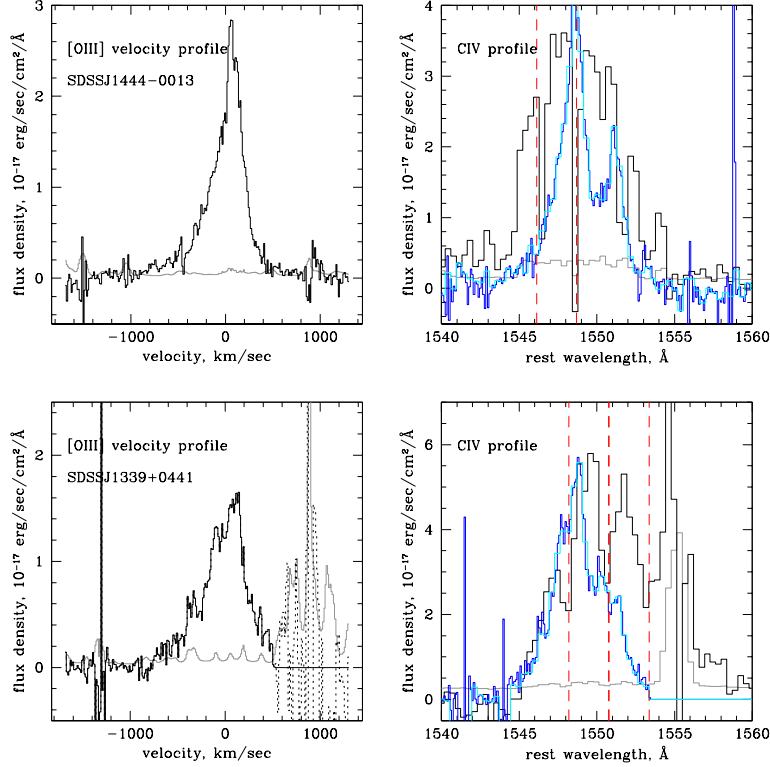 3
2
1
0
flux density, 10⁻¹⁷ erg/sec/cm²/Å
[OIII] velocity profile
SDSSJ1444−0013
−1000 0 1000
velocity, km/sec
4
3
2
1
0
flux density, 10⁻¹⁷ erg/sec/cm²/Å
CIV profile
1540 1545 1550 1555 1560
rest wavelength, Å
2
1
0
flux density, 10⁻¹⁷ erg/sec/cm²/Å
[OIII] velocity profile
SDSSJ1339+0441
−1000 0 1000
velocity, km/sec
6
4
2
0
flux density, 10⁻¹⁷ erg/sec/cm²/Å
CIV profile
1540 1545 1550 1555 1560
rest wavelength, Å